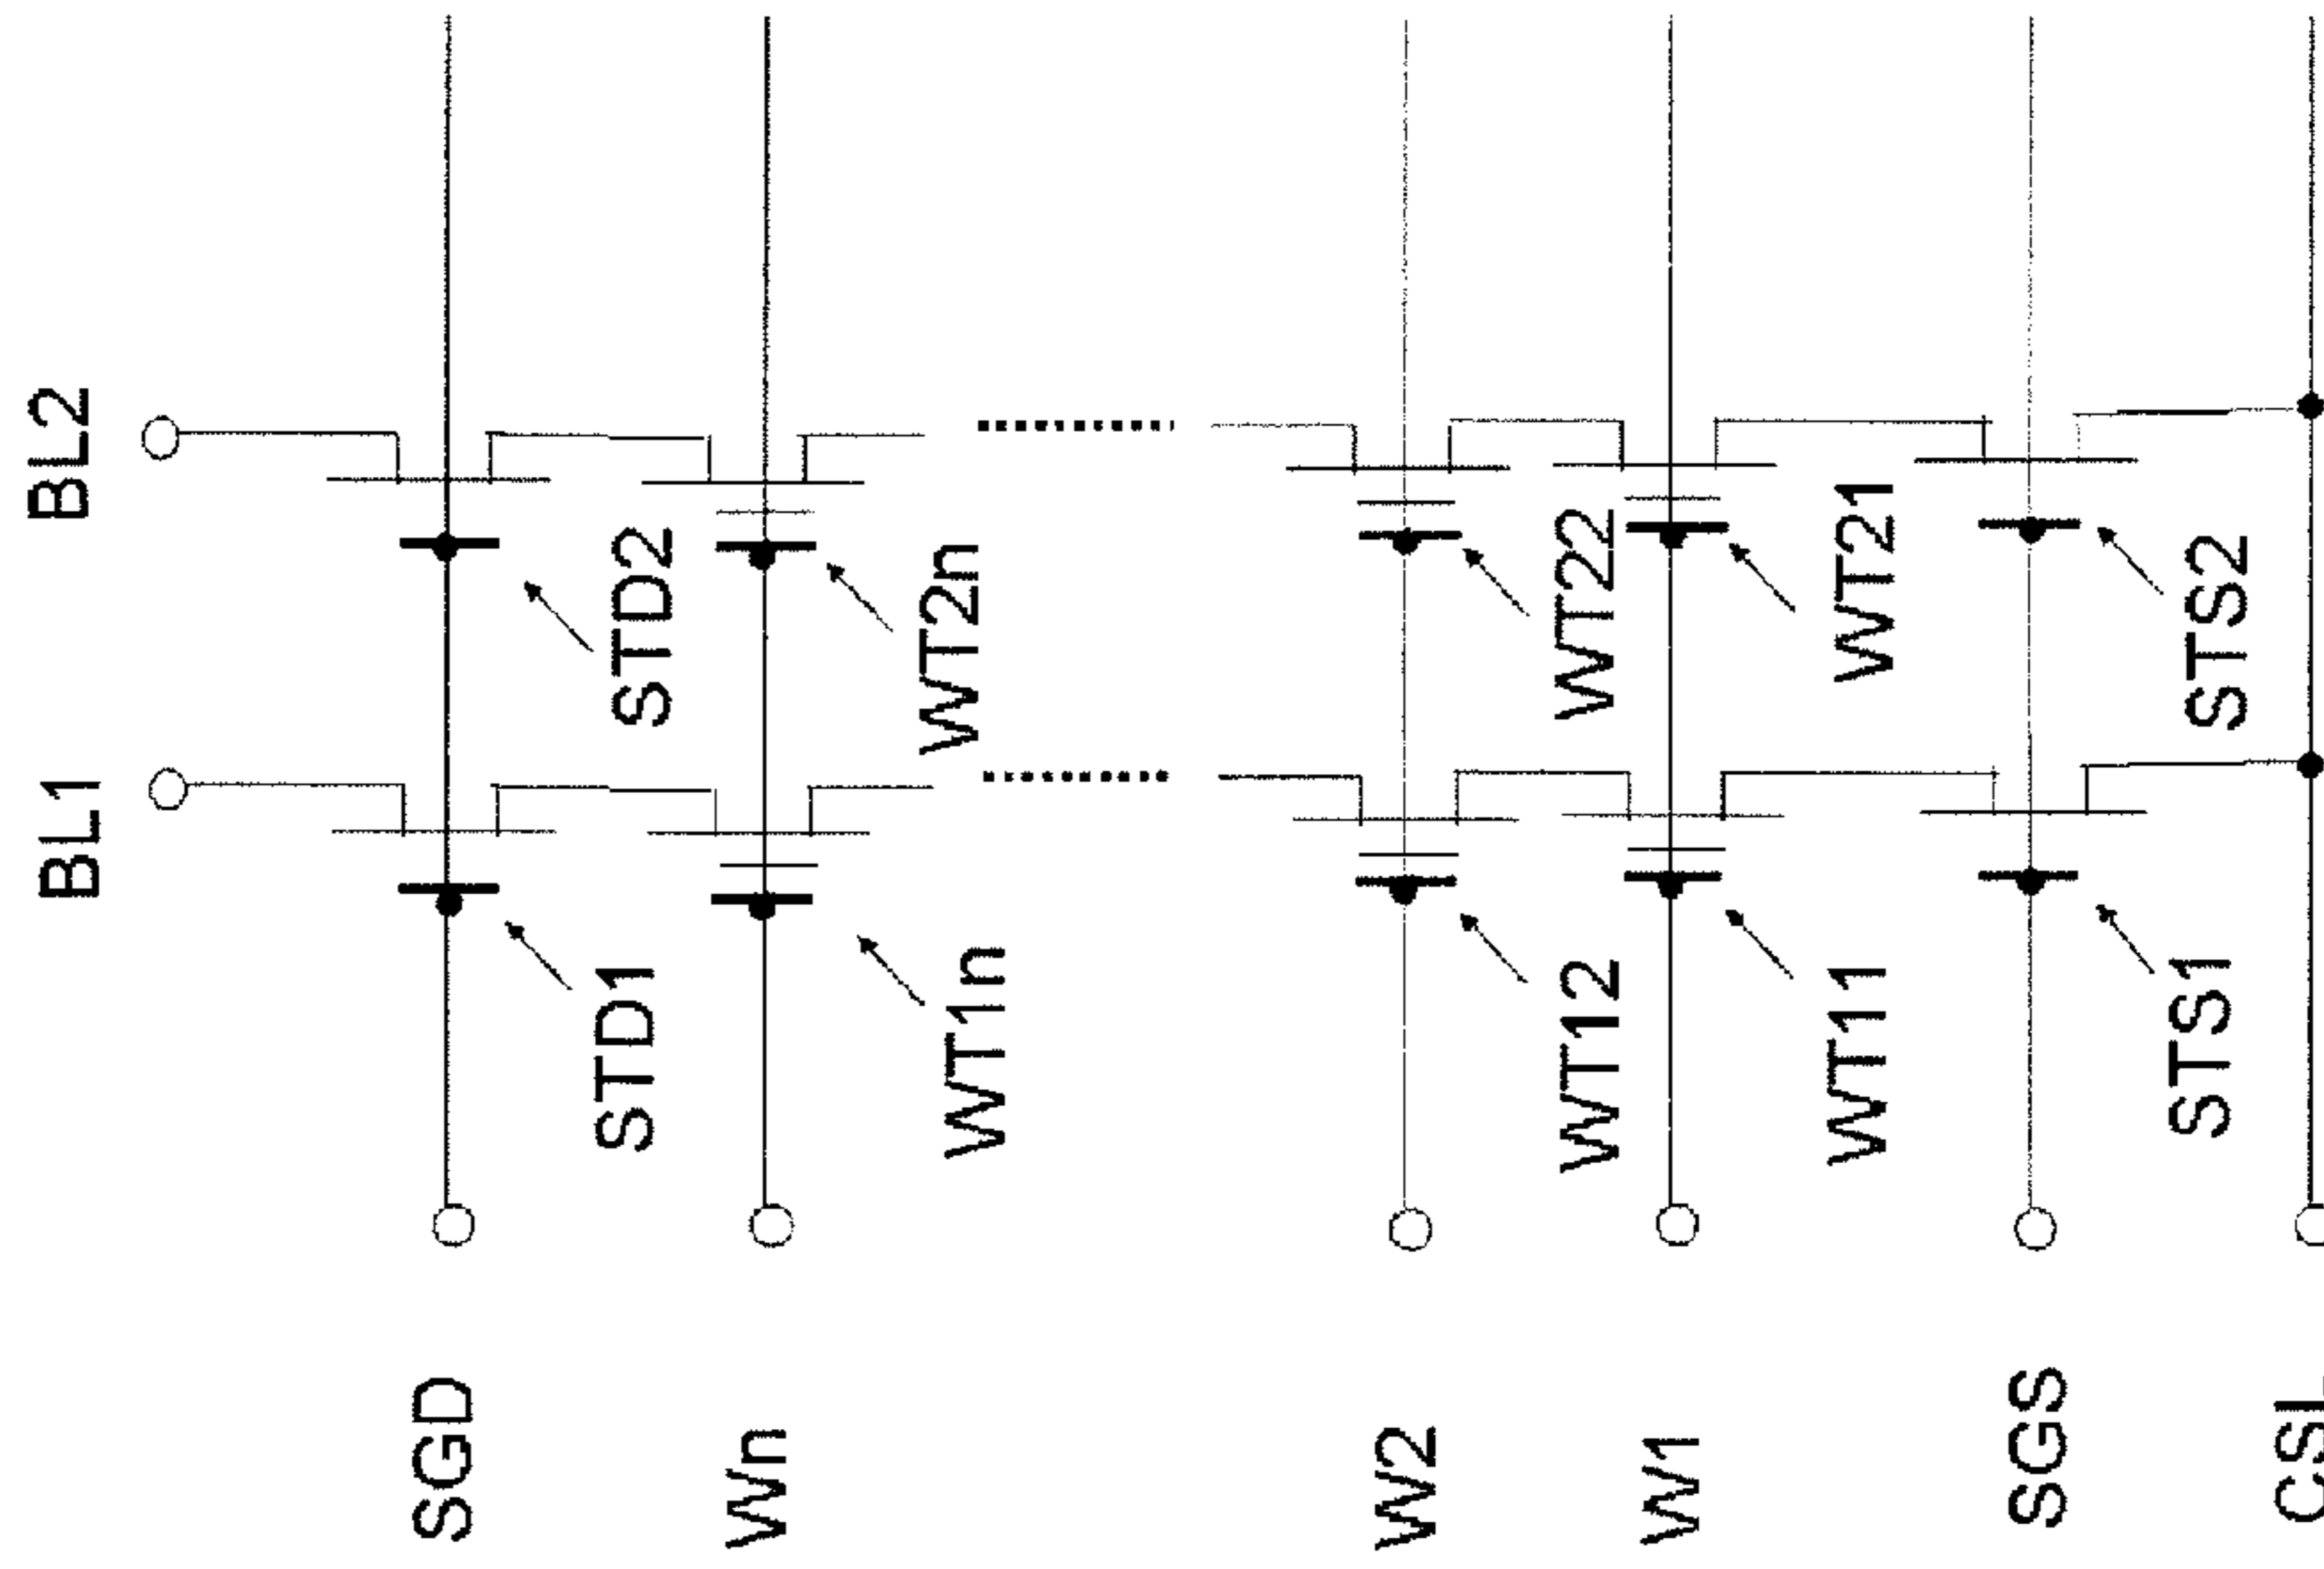 BL1
BL2
SGD
STD1
STD2
Wn
WT1n
WT2n
W2
WT12
WT22
W1
WT11
WT21
SGS
STS1
STS2
CSL